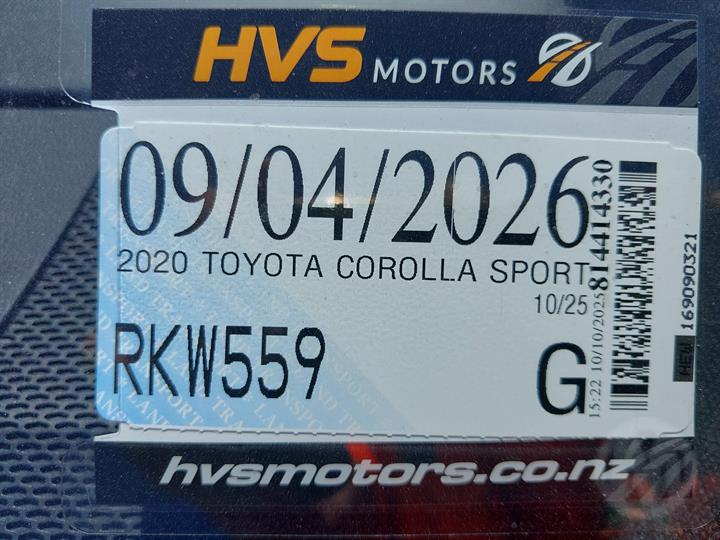 HVS MOTORS
09/04/2026
2020 TOYOTA COROLLA SPORT
10/25
RKW559
G
15:22 10/10/2025
814414330
169090321
hvsmotors.co.nz